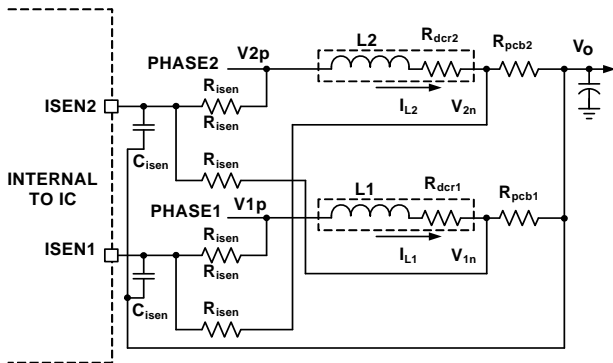 L2
Rdcr2
Rpcb2
Vo
V2p
PHASE2
Risen
IL2
V2n
ISEN2
Risen
Cisen
Risen
INTERNAL
TO IC
L1
Rdcr1
Rpcb1
V1p
PHASE1
Risen
IL1
V1n
ISEN1
Risen
Cisen
Risen